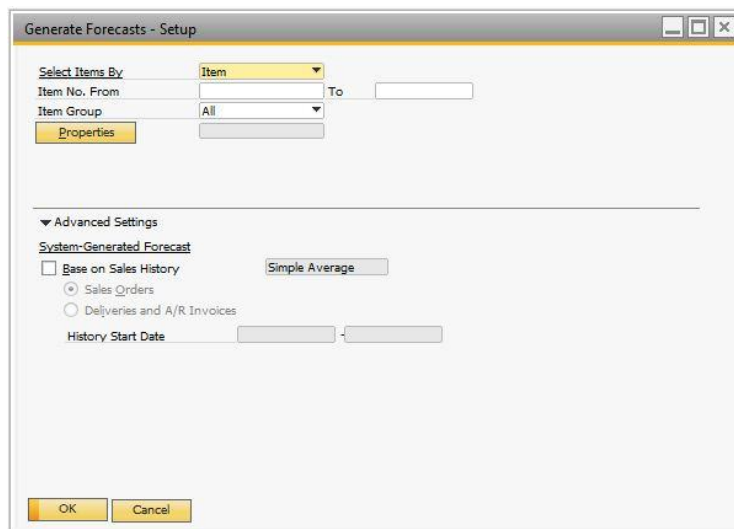 Generate Forecasts - Setup
Select Items By Item
Item No. From To
Item Group All
Properties
Advanced Settings
System-Generated Forecast
Base on Sales History Simple Average
Sales Orders
Deliveries and A/R Invoices
History Start Date -
OK Cancel